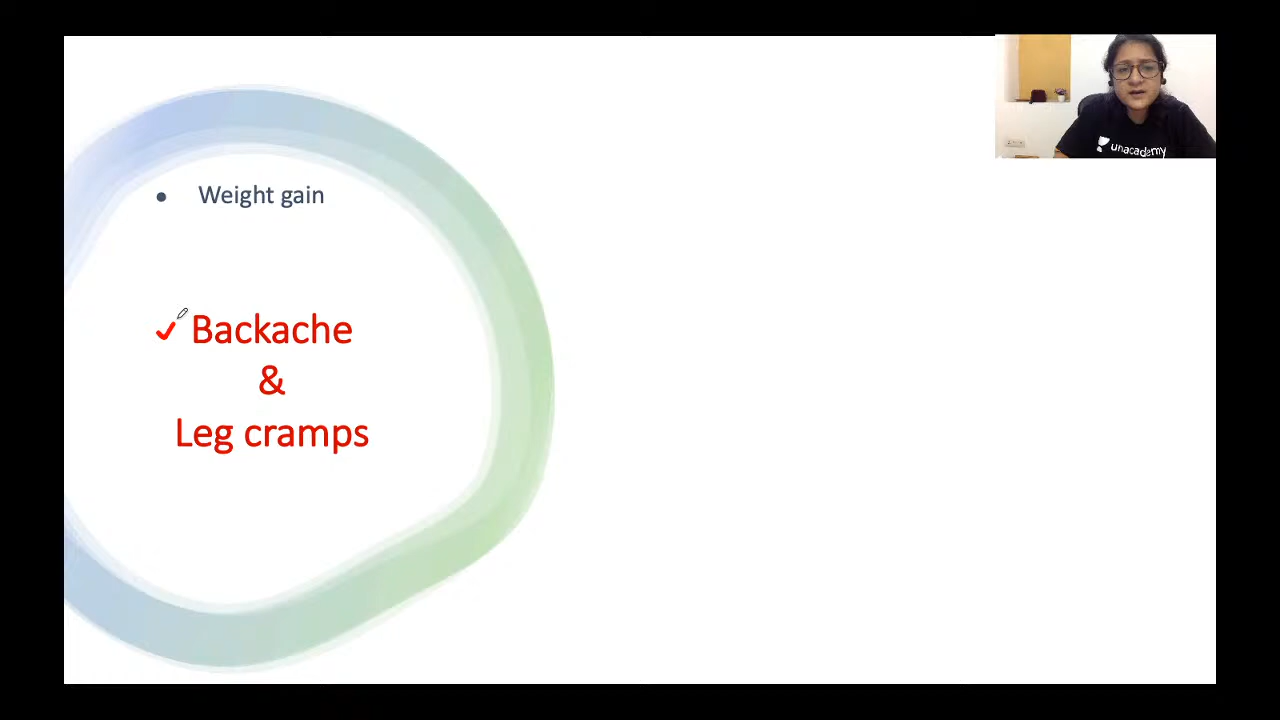 unacademy
● Weight gain
✓ Backache
&
Leg cramps